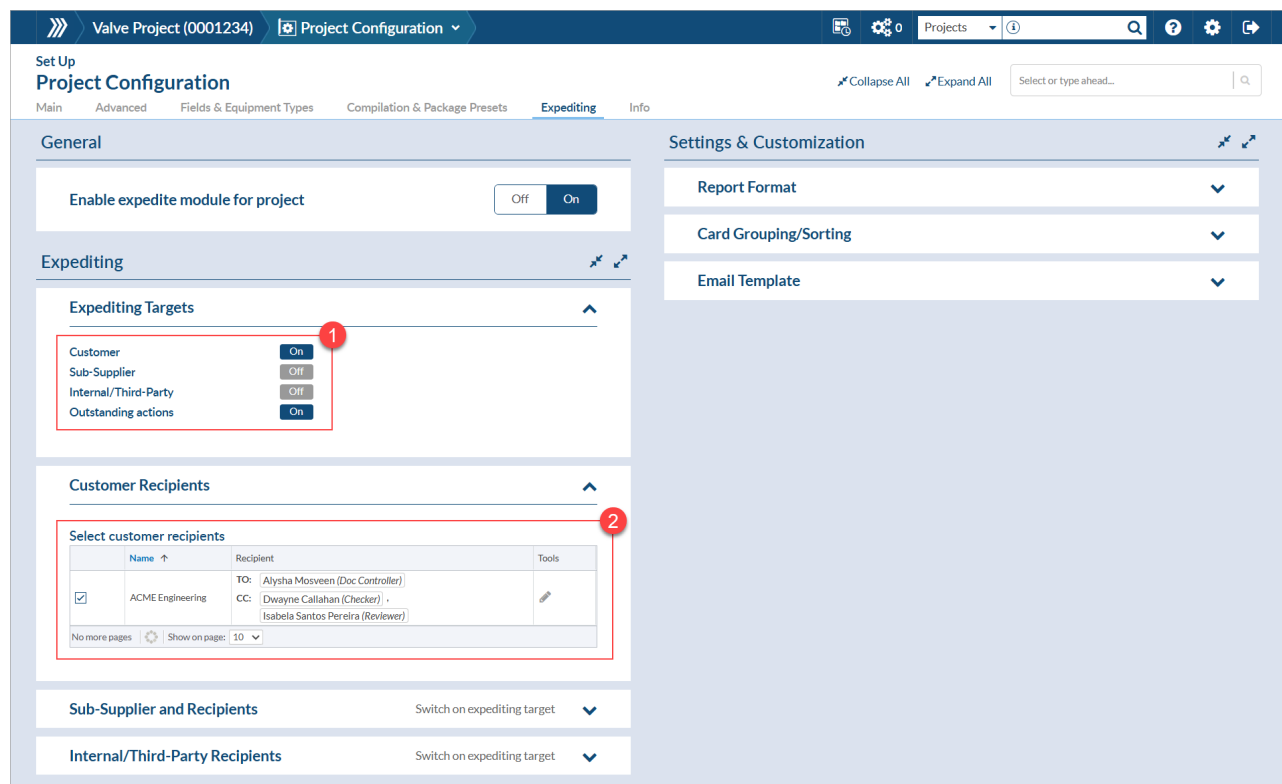 Valve Project (0001234) Project Configuration 0 Projects
Set Up
Project Configuration
Collapse All Expand All Select or type ahead...
Main Advanced Fields & Equipment Types Compilation & Package Presets Expediting Info
General
Enable expedite module for project Off On
Expediting
Expediting Targets
1
Customer On
Sub-Supplier Off
Internal/Third-Party Off
Outstanding actions On
Customer Recipients
2
Select customer recipients
Name ↑ Recipient Tools
ACME Engineering
TO: Alysha Mosveen (Doc Controller)
CC: Dwayne Callahan (Checker) ,
Isabela Santos Pereira (Reviewer)
No more pages Show on page: 10
Sub-Supplier and Recipients Switch on expediting target
Internal/Third-Party Recipients Switch on expediting target
Settings & Customization
Report Format
Card Grouping/Sorting
Email Template